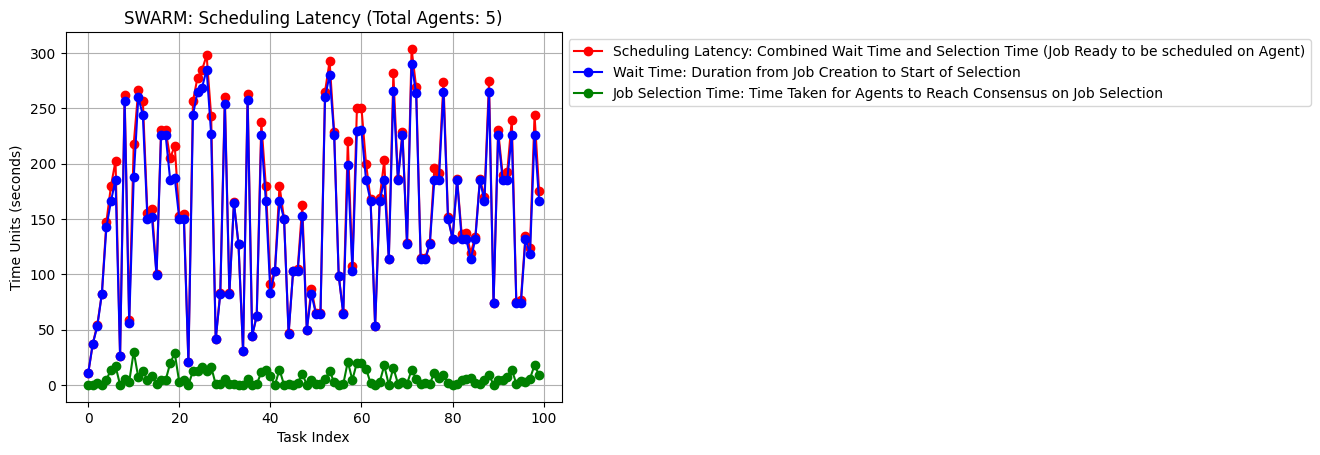 SWARM: Scheduling Latency (Total Agents: 5)
Scheduling Latency: Combined Wait Time and Selection Time (Job Ready to be scheduled on Agent)
Wait Time: Duration from Job Creation to Start of Selection
Job Selection Time: Time Taken for Agents to Reach Consensus on Job Selection
Time Units (seconds)
300
250
200
150
100
50
0
0 20 40 60 80 100
Task Index